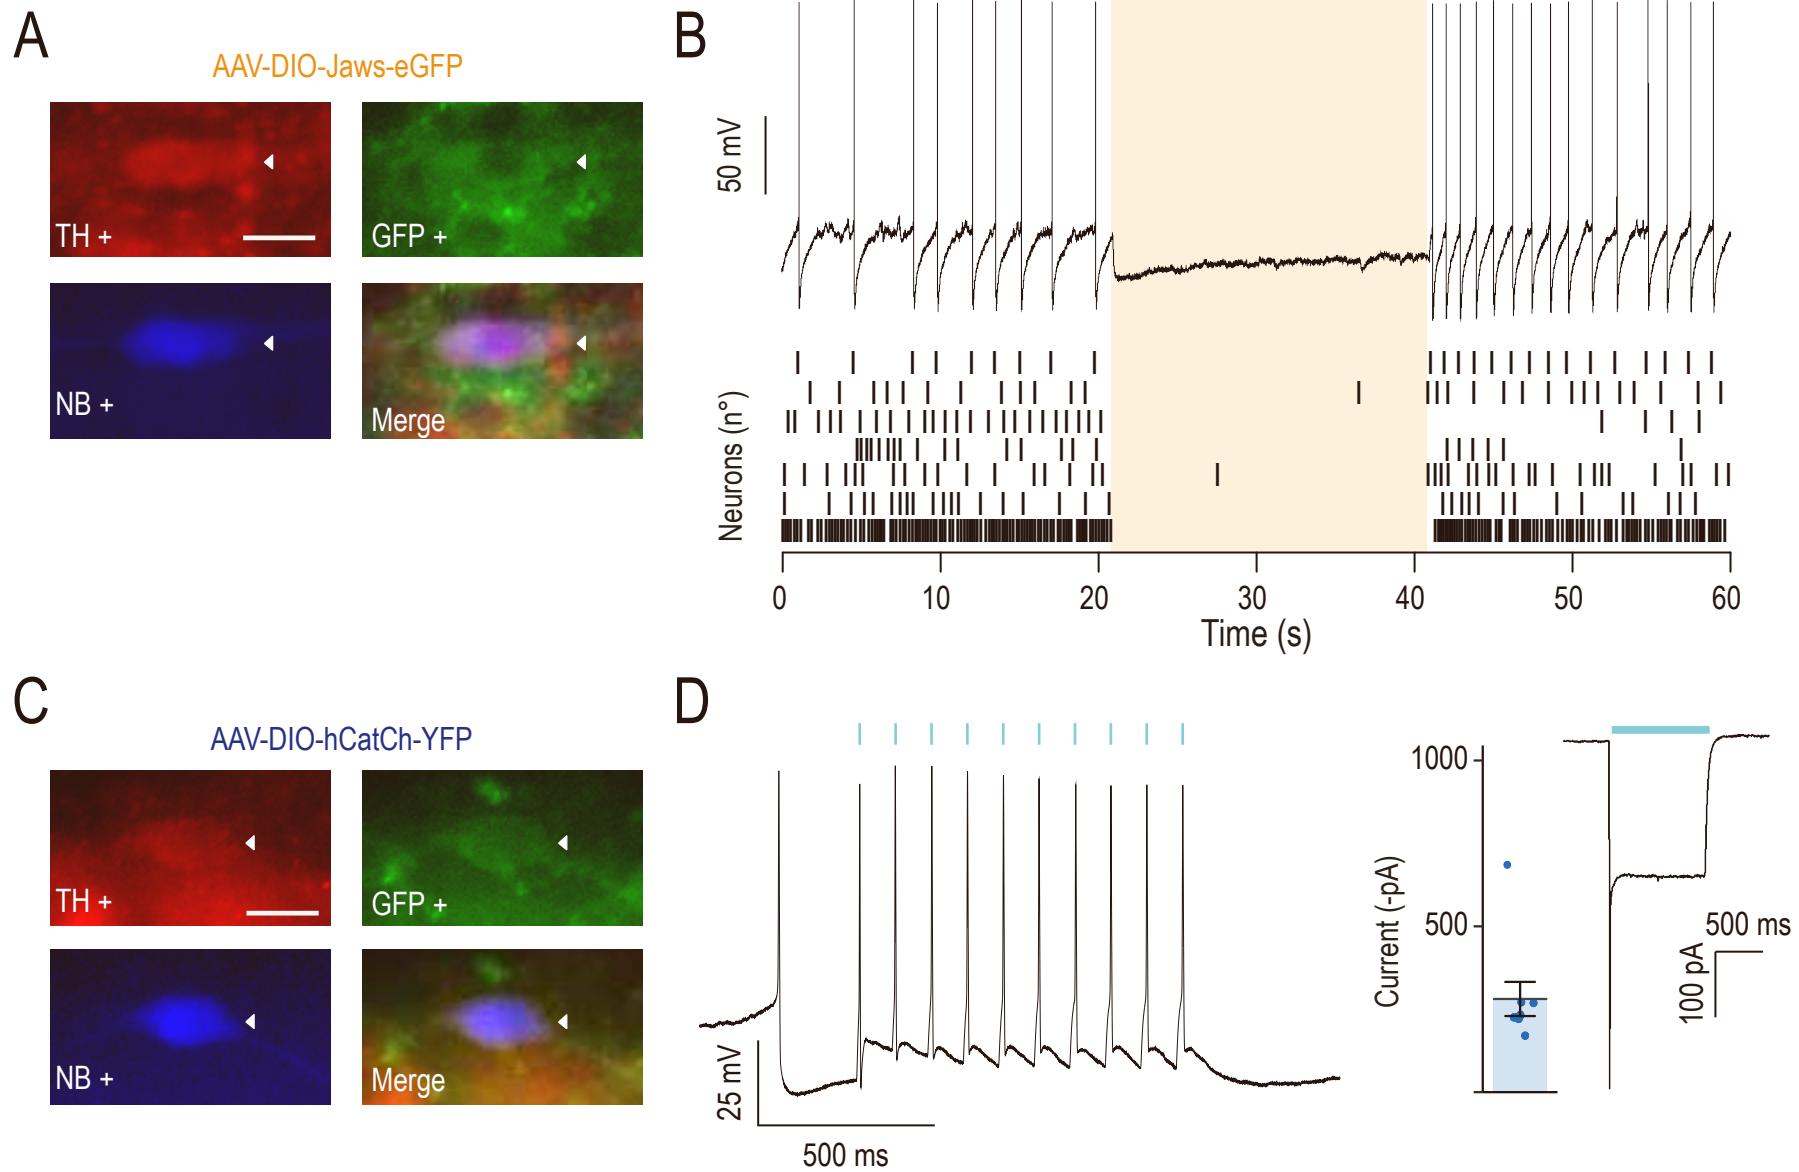 A
AAV-DIO-Jaws-eGFP
TH +
GFP +
NB +
Merge
B
50 mV
Neurons (n°)
0 10 20 30 40 50 60
Time (s)
C
AAV-DIO-hCatCh-YFP
TH +
GFP +
NB +
Merge
D
25 mV
500 ms
1000
500
Current (-pA)
500 ms
100 pA